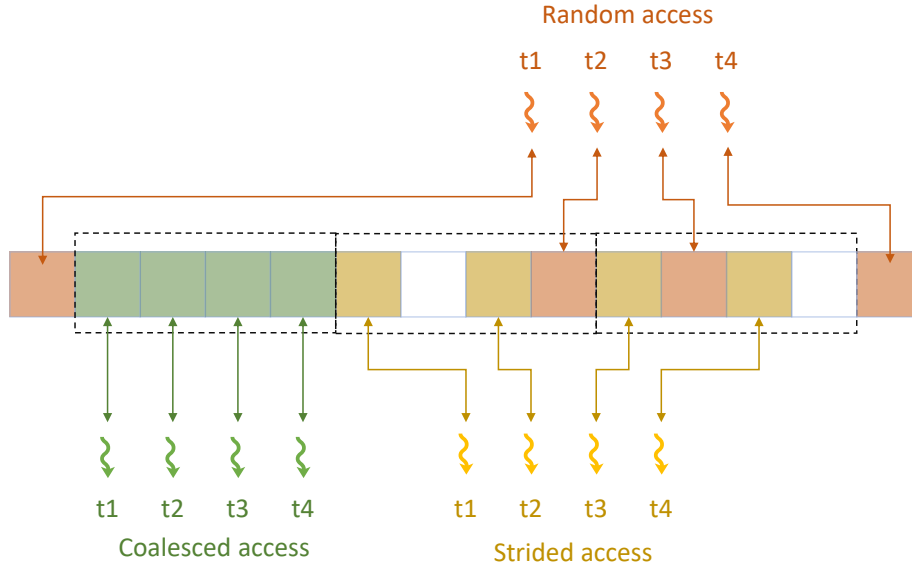 Random access
t1 t2 t3 t4
t1 t2 t3 t4
Coalesced access
t1 t2 t3 t4
Strided access